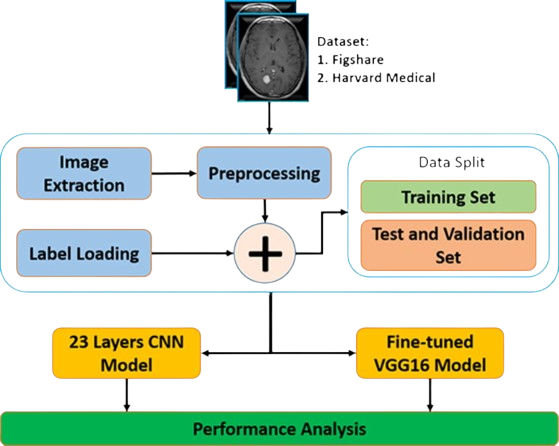 Dataset:
1. Figshare
2. Harvard Medical
Image
Extraction
Preprocessing
Label Loading
+
Data Split
Training Set
Test and Validation
Set
23 Layers CNN
Model
Fine-tuned
VGG16 Model
Performance Analysis